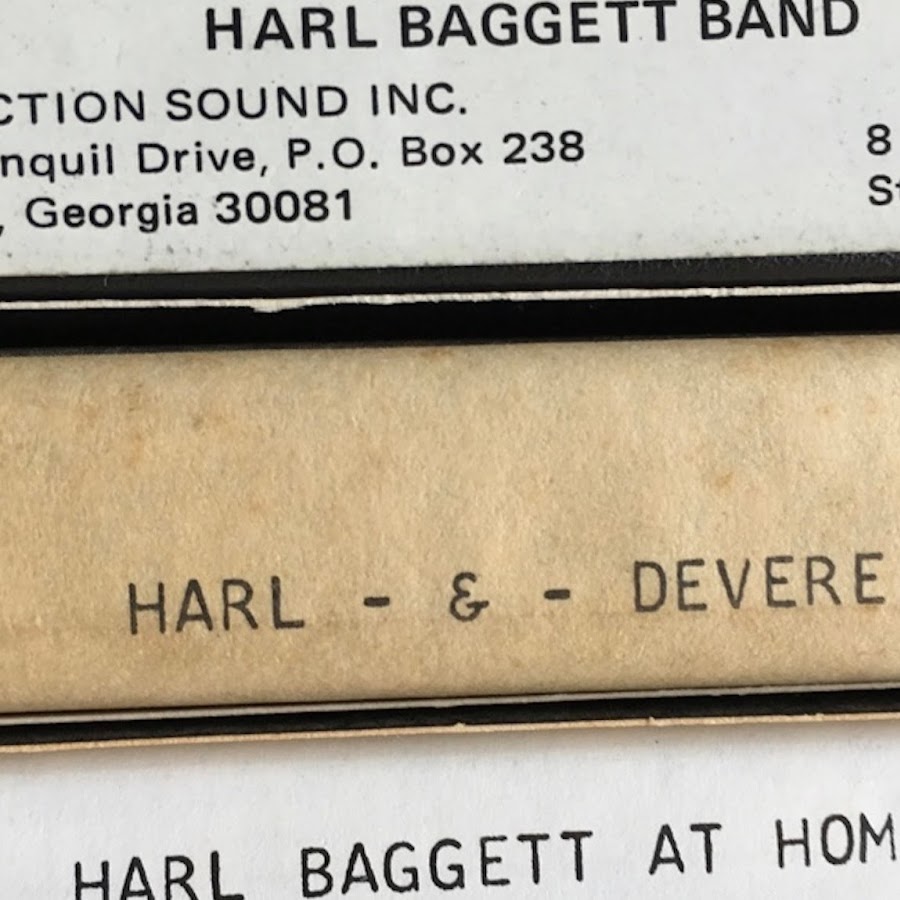 HARL BAGGETT BAND
CTION SOUND INC.
nquil Drive, P.O. Box 238
8
, Georgia 30081
St
HARL - & - DEVERE
HARL BAGGETT AT HOM